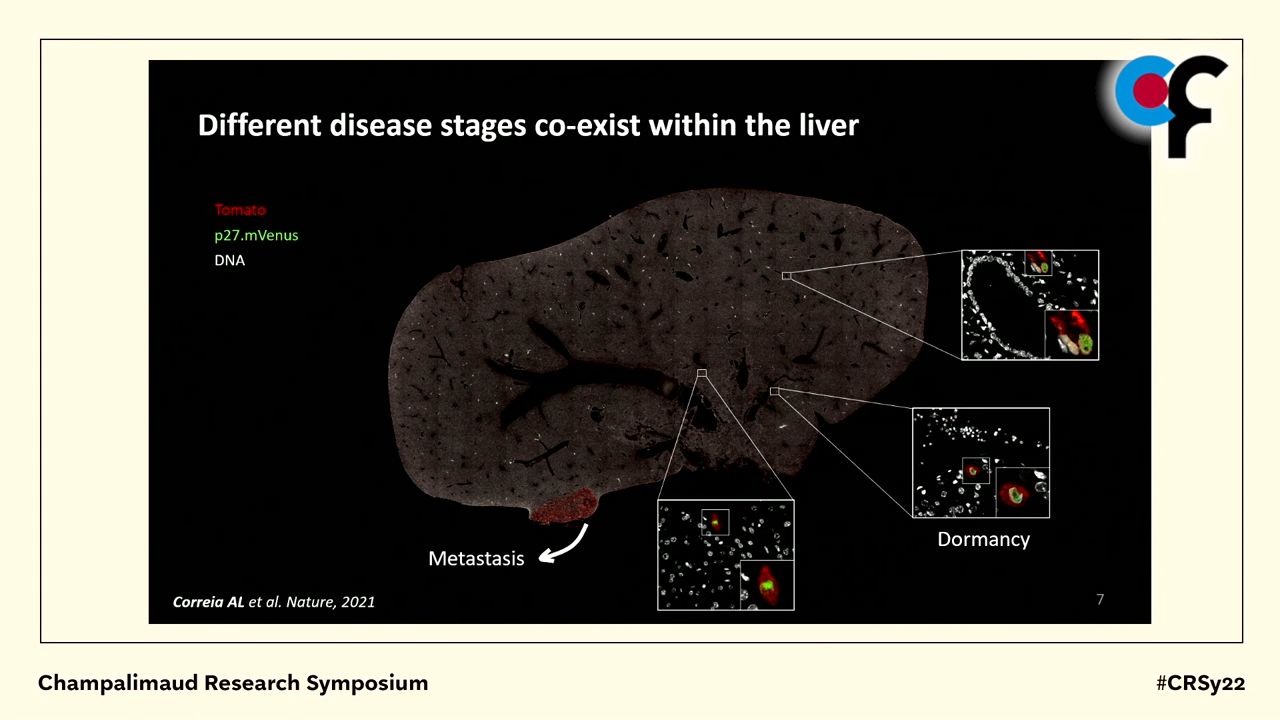 Different disease stages co-exist within the liver
Tomato
p27.mVenus
DNA
Metastasis
Dormancy
Correia AL et al. Nature, 2021
7
Champalimaud Research Symposium
#CRSy22